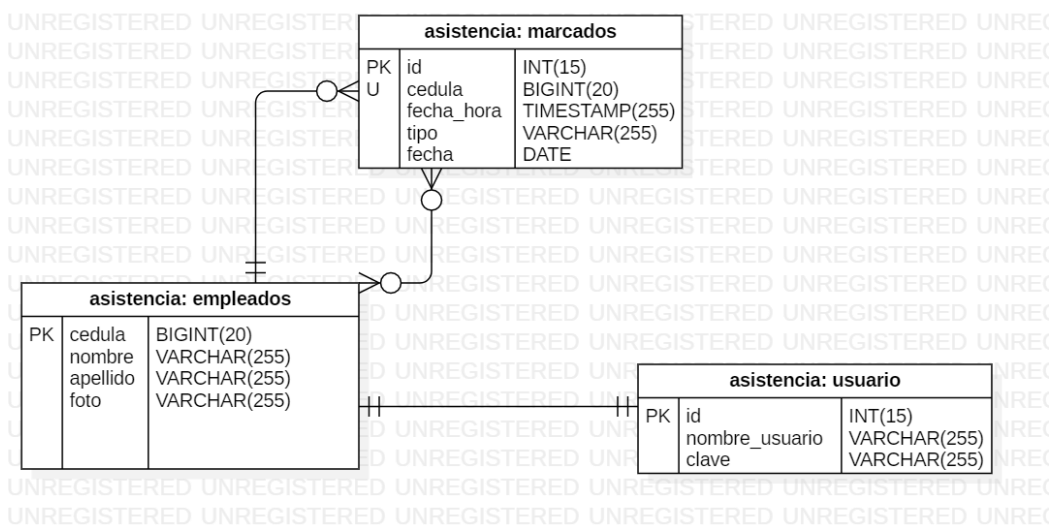 asistencia: marcados
PK id INT(15)
U cedula BIGINT(20)
fecha_hora TIMESTAMP(255)
tipo VARCHAR(255)
fecha DATE
asistencia: empleados
PK cedula BIGINT(20)
nombre VARCHAR(255)
apellido VARCHAR(255)
foto VARCHAR(255)
asistencia: usuario
PK id INT(15)
nombre_usuario VARCHAR(255)
clave VARCHAR(255)
UNREGISTERED